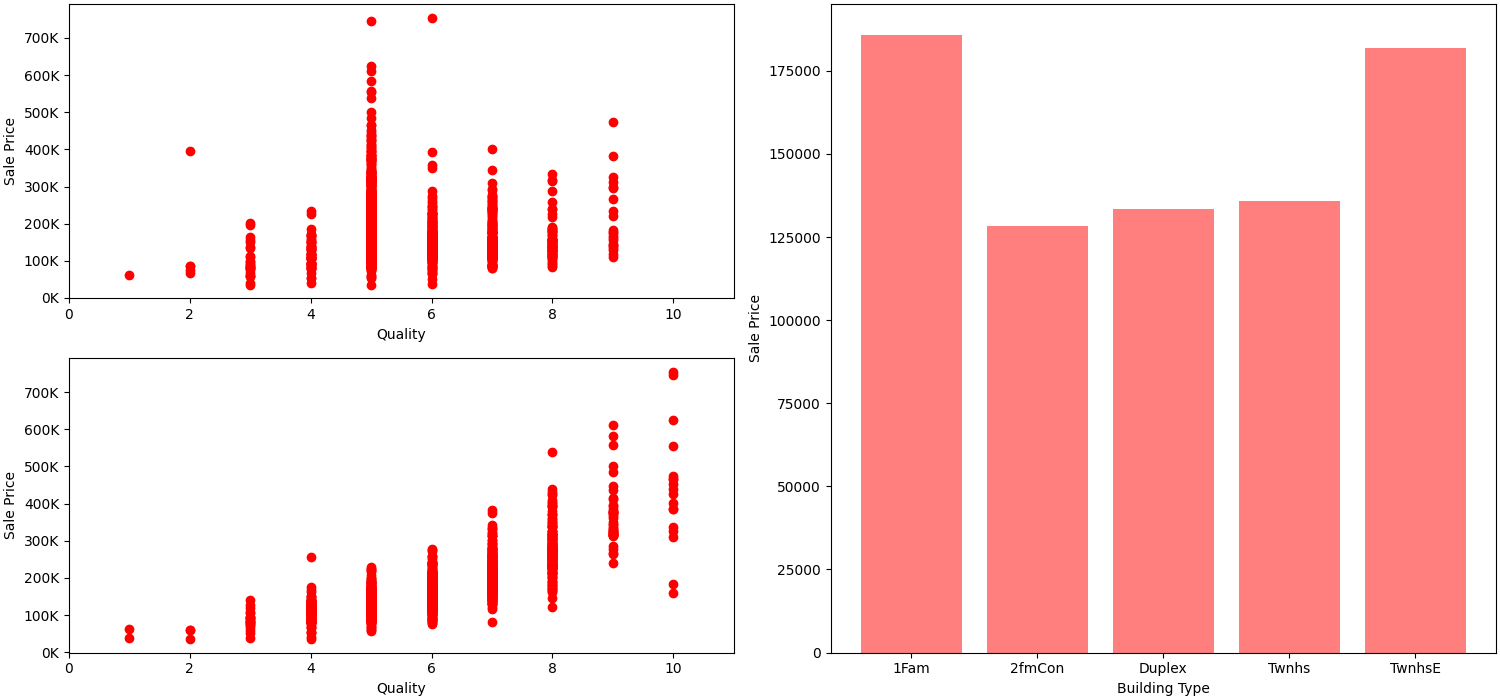 700K
600K
500K
400K
300K
200K
100K
0K
Sale Price
0 2 4 6 8 10
Quality
700K
600K
500K
400K
300K
200K
100K
0K
Sale Price
0 2 4 6 8 10
Quality
175000
150000
125000
100000
75000
50000
25000
0
Sale Price
1Fam 2fmCon Duplex Twnhs TwnhsE
Building Type